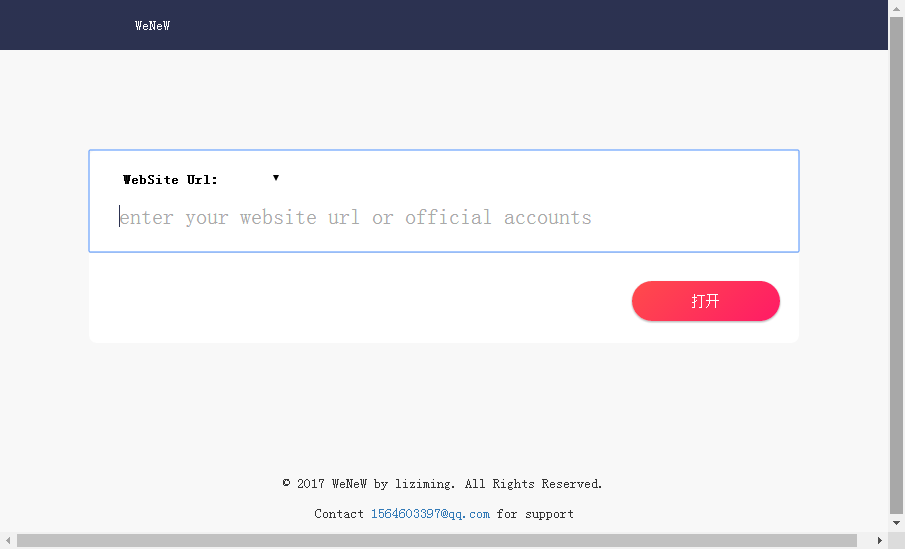 WeNeW
WebSite Url: ▼
enter your website url or official accounts
打开
© 2017 WeNeW by liziming. All Rights Reserved.
Contact 1564603397@qq.com for support